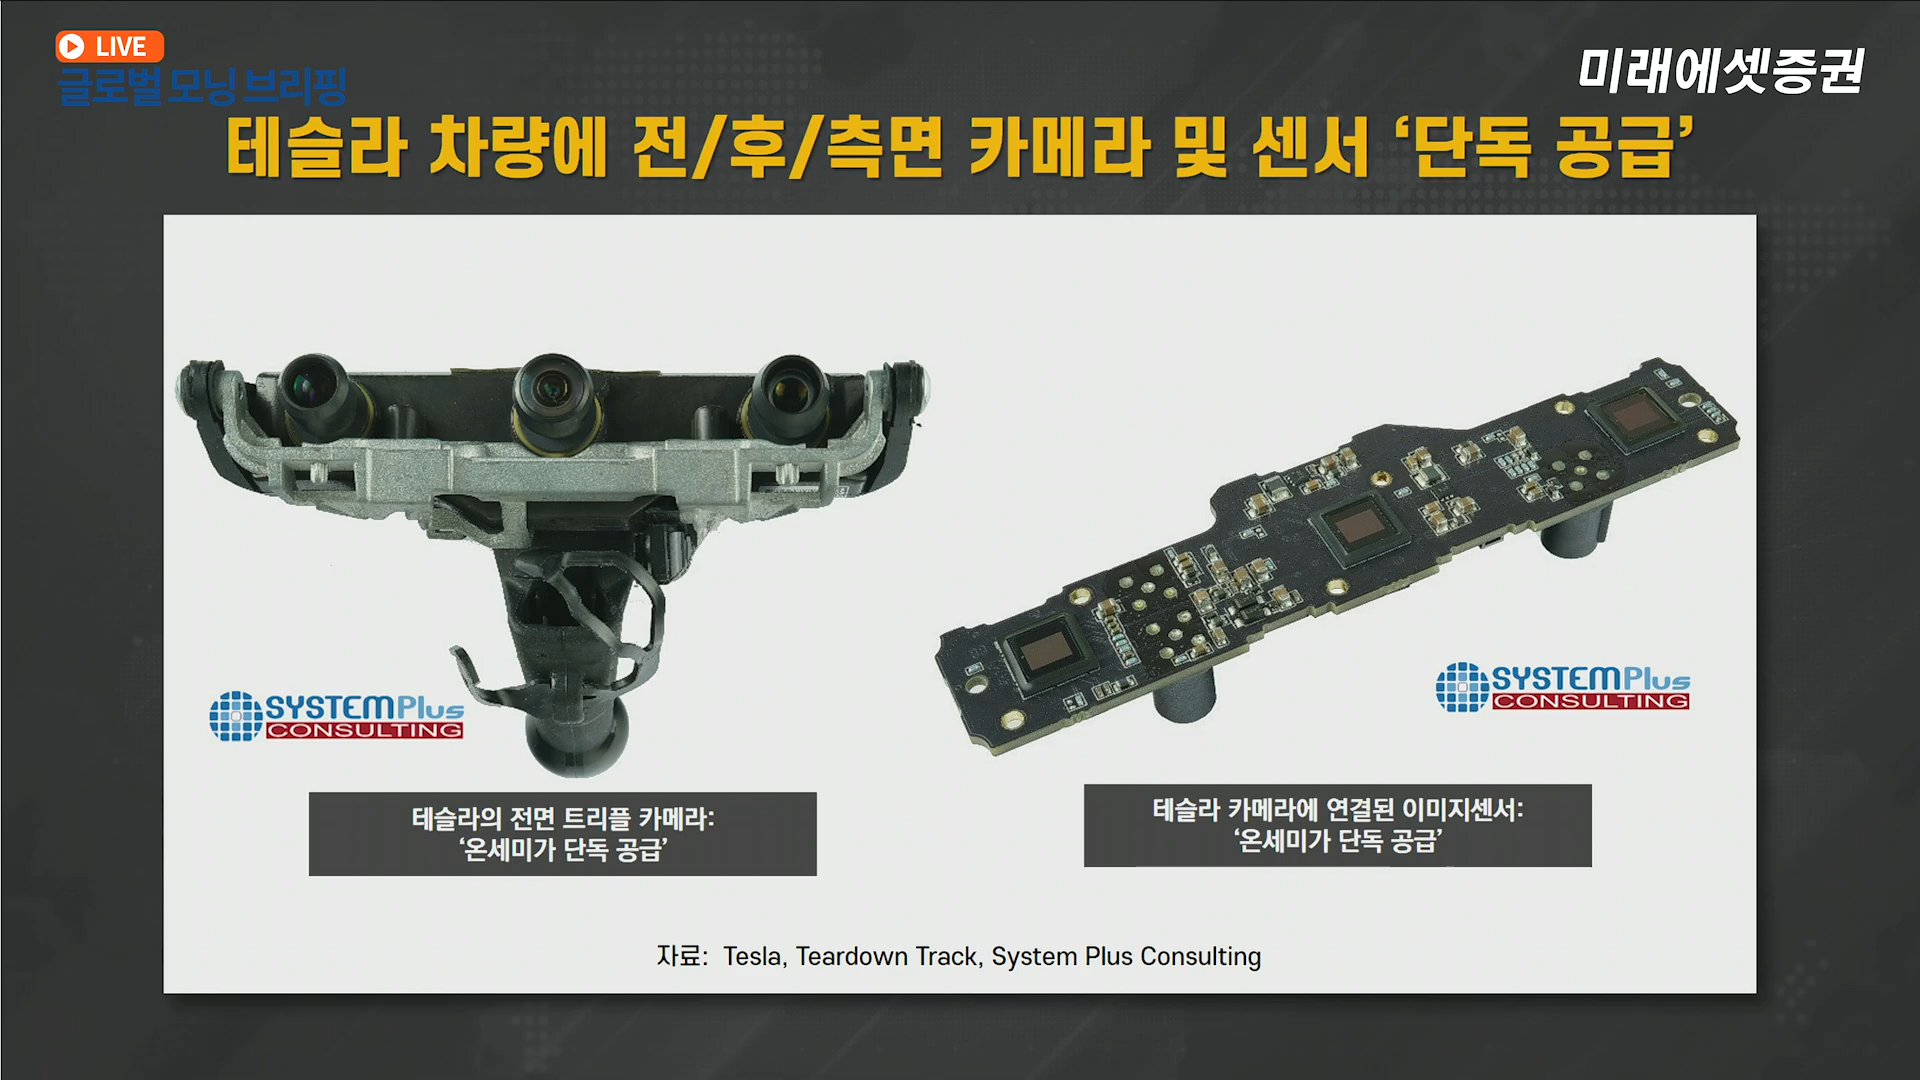 LIVE
글로벌 모닝 브리핑
미래에셋증권
테슬라 차량에 전/후/측면 카메라 및 센서 ‘단독 공급’
SYSTEMPlus
CONSULTING
SYSTEMPlus
CONSULTING
테슬라의 전면 트리플 카메라:
‘온세미가 단독 공급’
테슬라 카메라에 연결된 이미지센서:
‘온세미가 단독 공급’
자료: Tesla, Teardown Track, System Plus Consulting